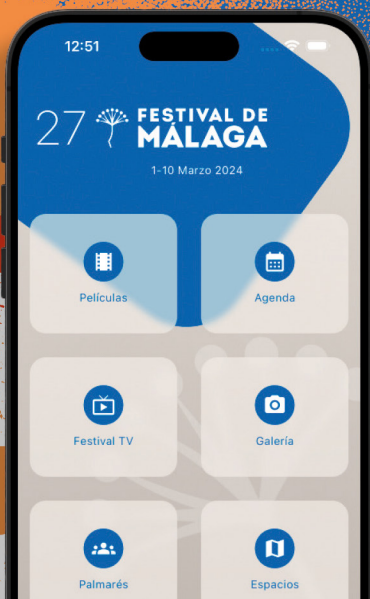 12:51
27 FESTIVAL DE
MÁLAGA
1-10 Marzo 2024
Películas
Agenda
Festival TV
Galería
Palmarés
Espacios